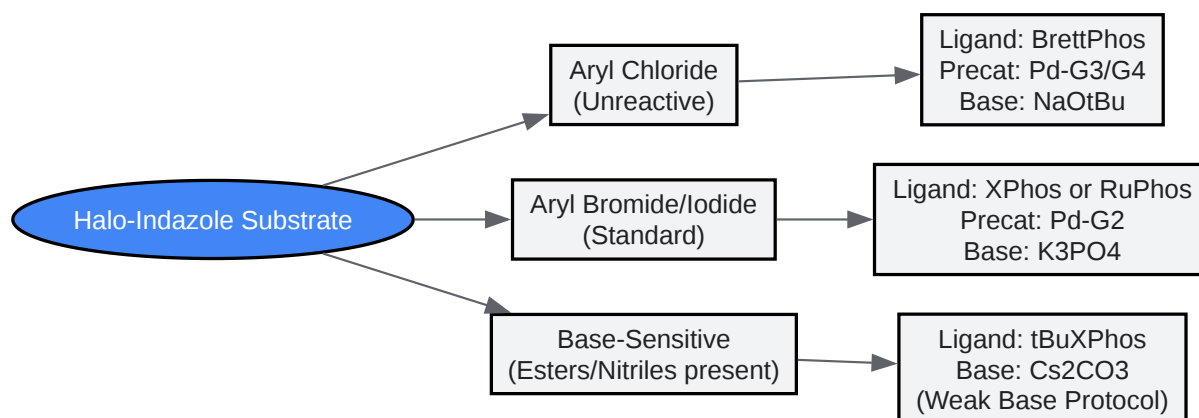 Halo-Indazole Substrate
Aryl Chloride
(Unreactive)
Ligand: BrettPhos
Precat: Pd-G3/G4
Base: NaOtBu
Aryl Bromide/Iodide
(Standard)
Ligand: XPhos or RuPhos
Precat: Pd-G2
Base: K3PO4
Base-Sensitive
(Esters/Nitriles present)
Ligand: tBuXPhos
Base: Cs2CO3
(Weak Base Protocol)